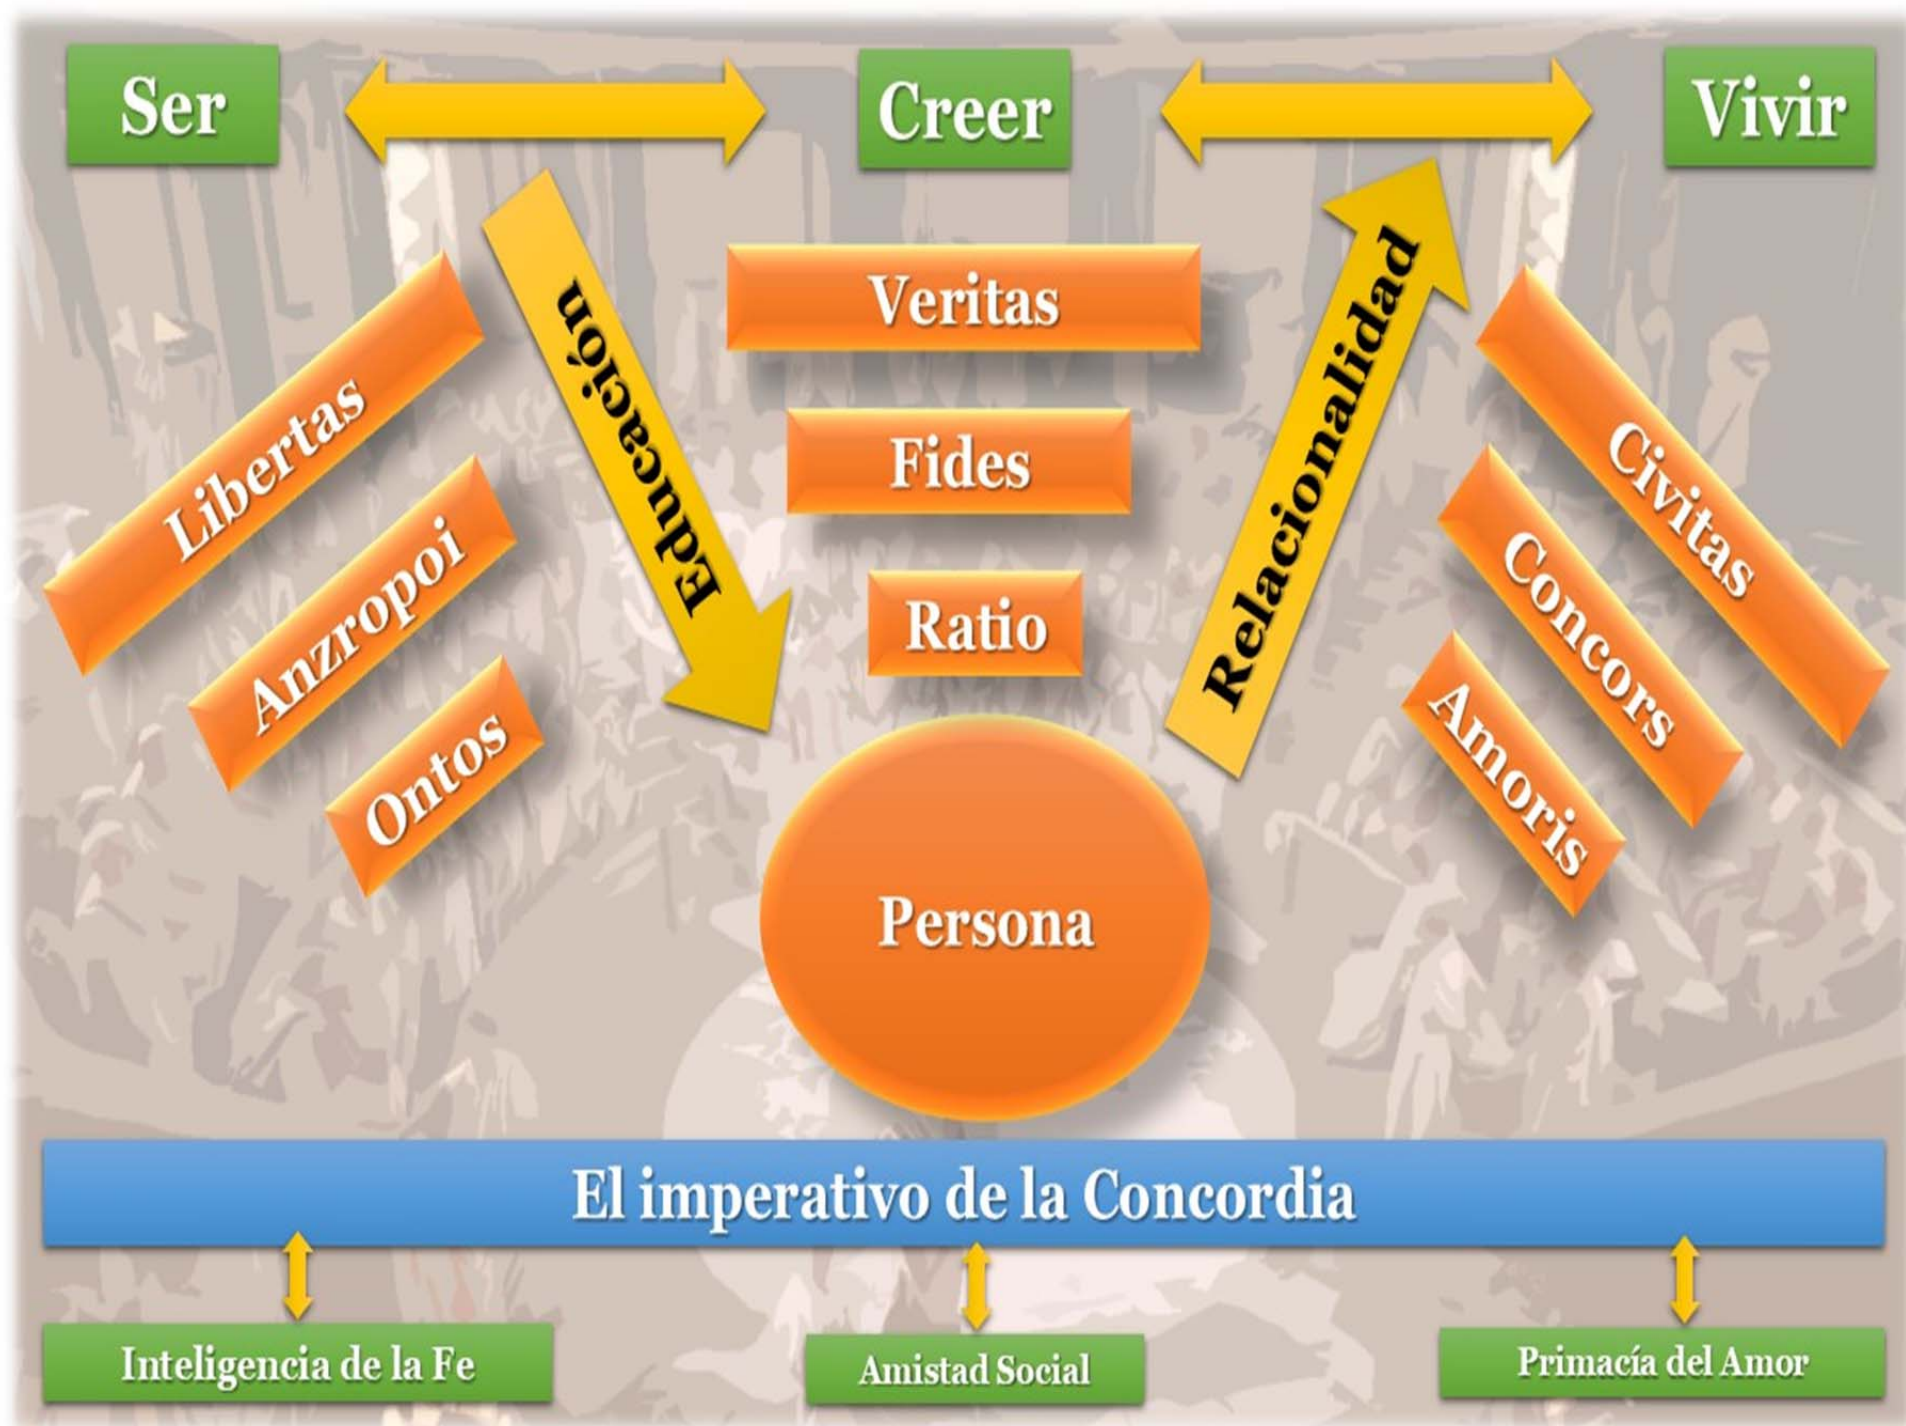 Ser
Creer
Vivir
Libertas
Anzropoi
Ontos
Educación
Veritas
Fides
Ratio
Relacionalidad
Civitas
Concors
Amoris
Persona
El imperativo de la Concordia
Inteligencia de la Fe
Amistad Social
Primacía del Amor